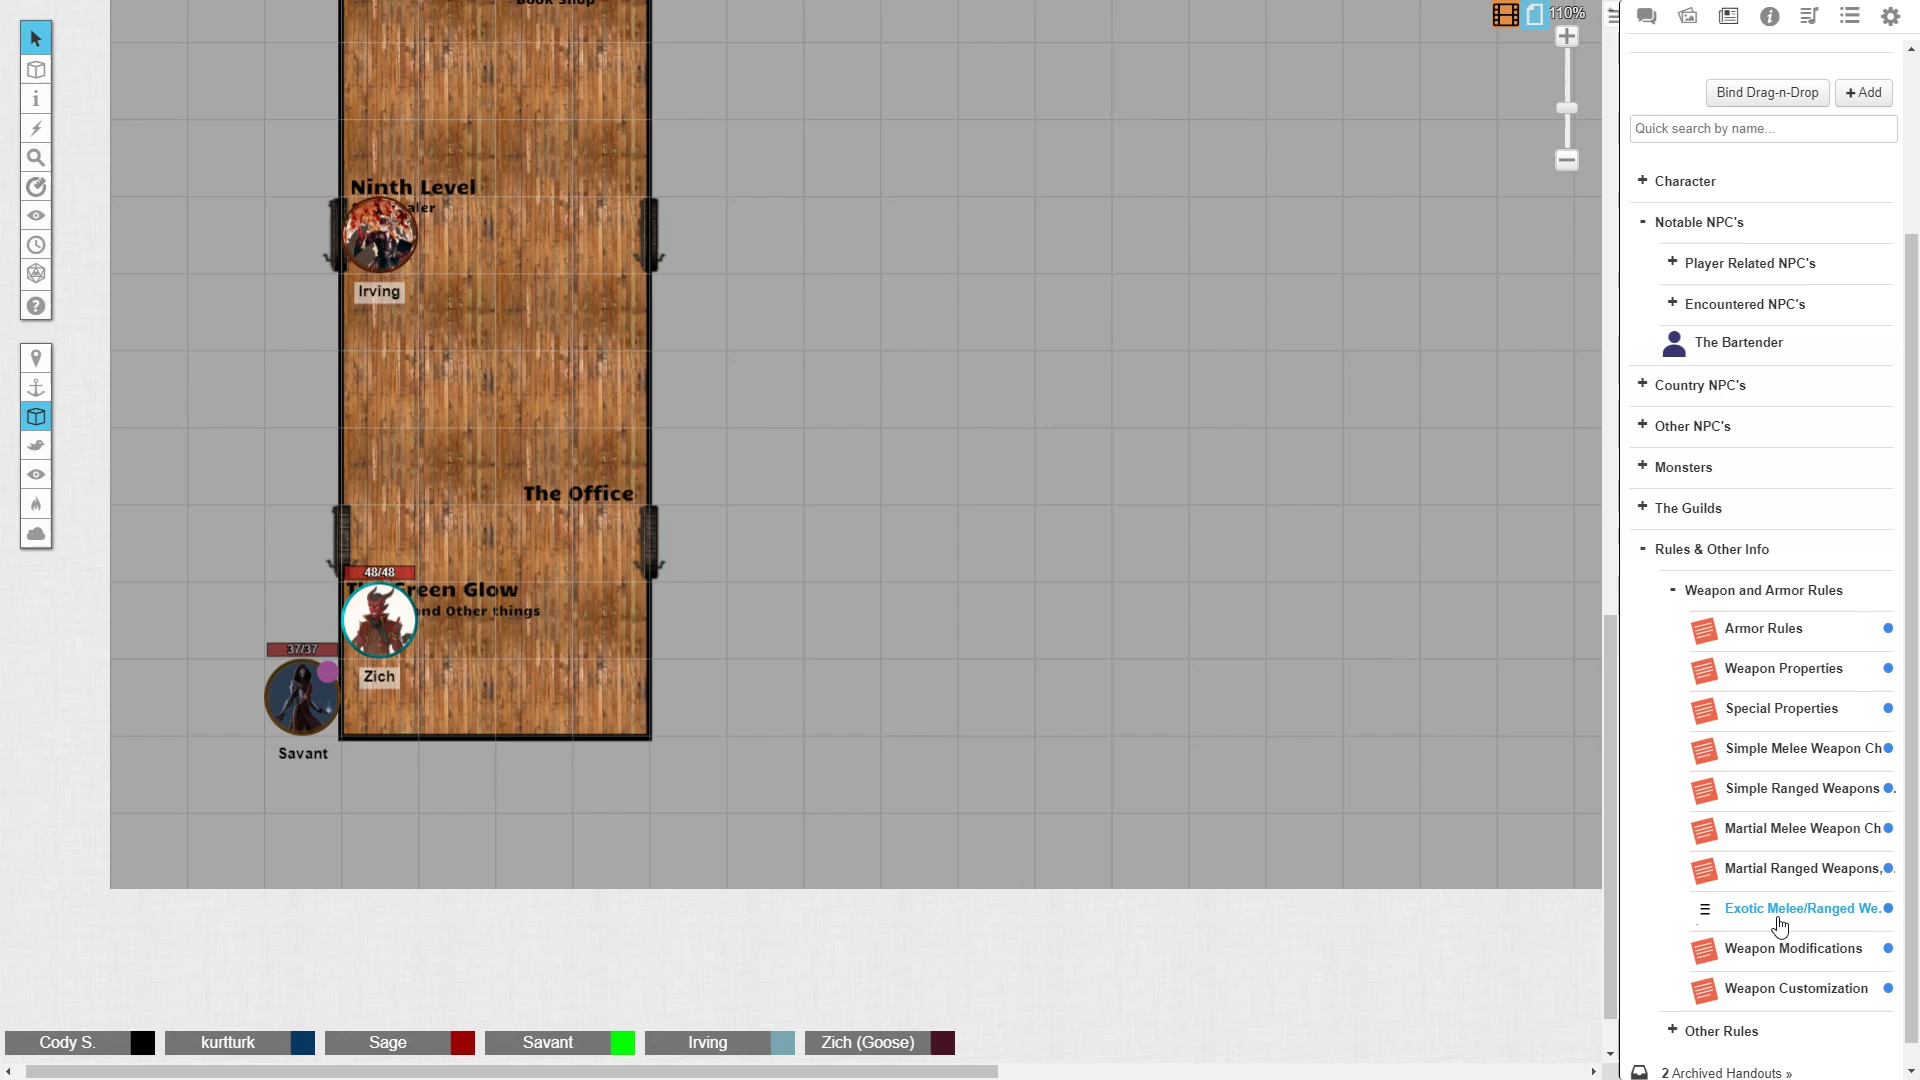 Book Shop
110%
Bind Drag-n-Drop
+ Add
Quick search by name...
+ Character
- Notable NPC's
+ Player Related NPC's
+ Encountered NPC's
The Bartender
+ Country NPC's
+ Other NPC's
+ Monsters
+ The Guilds
- Rules & Other Info
- Weapon and Armor Rules
Armor Rules
Weapon Properties
Special Properties
Simple Melee Weapon Ch
Simple Ranged Weapons
Martial Melee Weapon Ch
Martial Ranged Weapons,
Exotic Melee/Ranged We.
Weapon Modifications
Weapon Customization
+ Other Rules
2 Archived Handouts »
Ninth Level
Irving
The Office
48/48
Green Glow
and Other things
Zich
37/37
Savant
Cody S.
kurtturk
Sage
Savant
Irving
Zich (Goose)